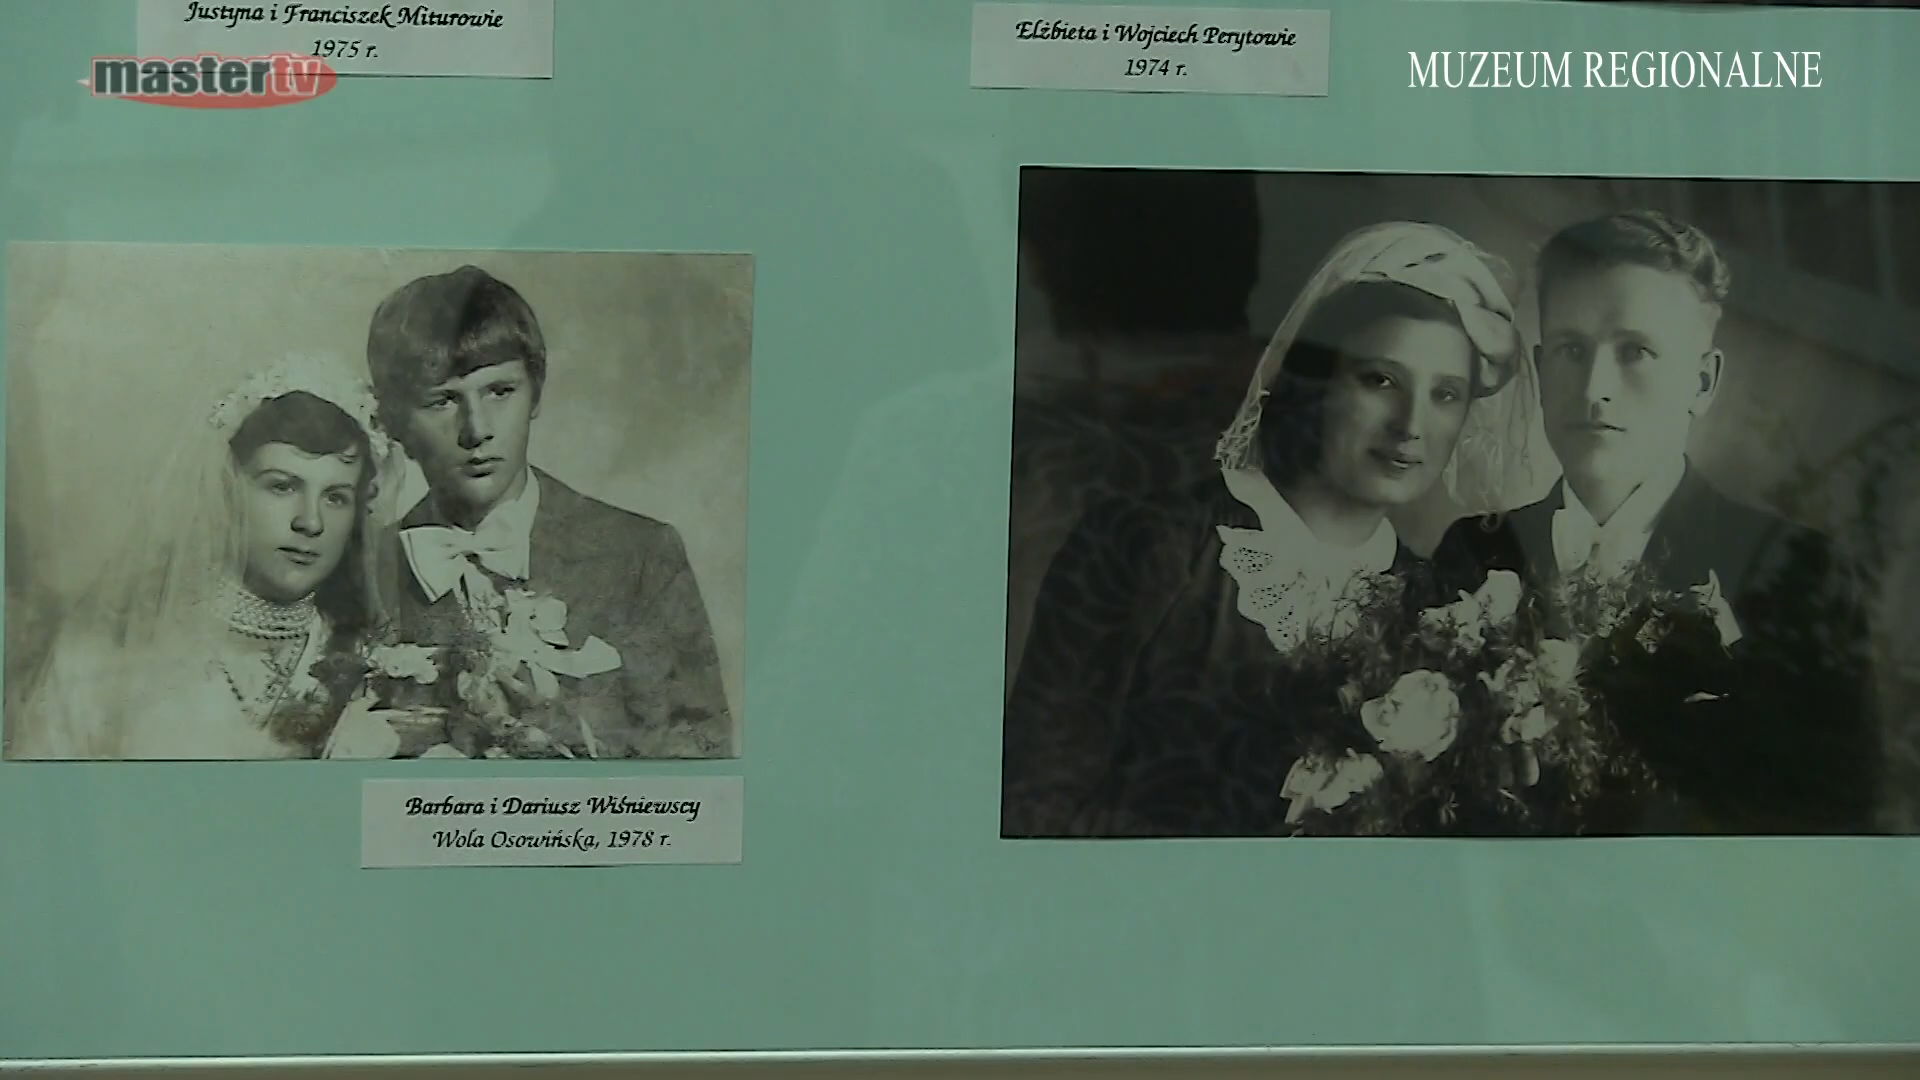 Justyna i Franciszek Miturowie
1975 r.
mastertv
Elżbieta i Wojciech Perytowie
1974 r.
MUZEUM REGIONALNE
Barbara i Dariusz Wiśniewscy
Wola Osowińska, 1978 r.